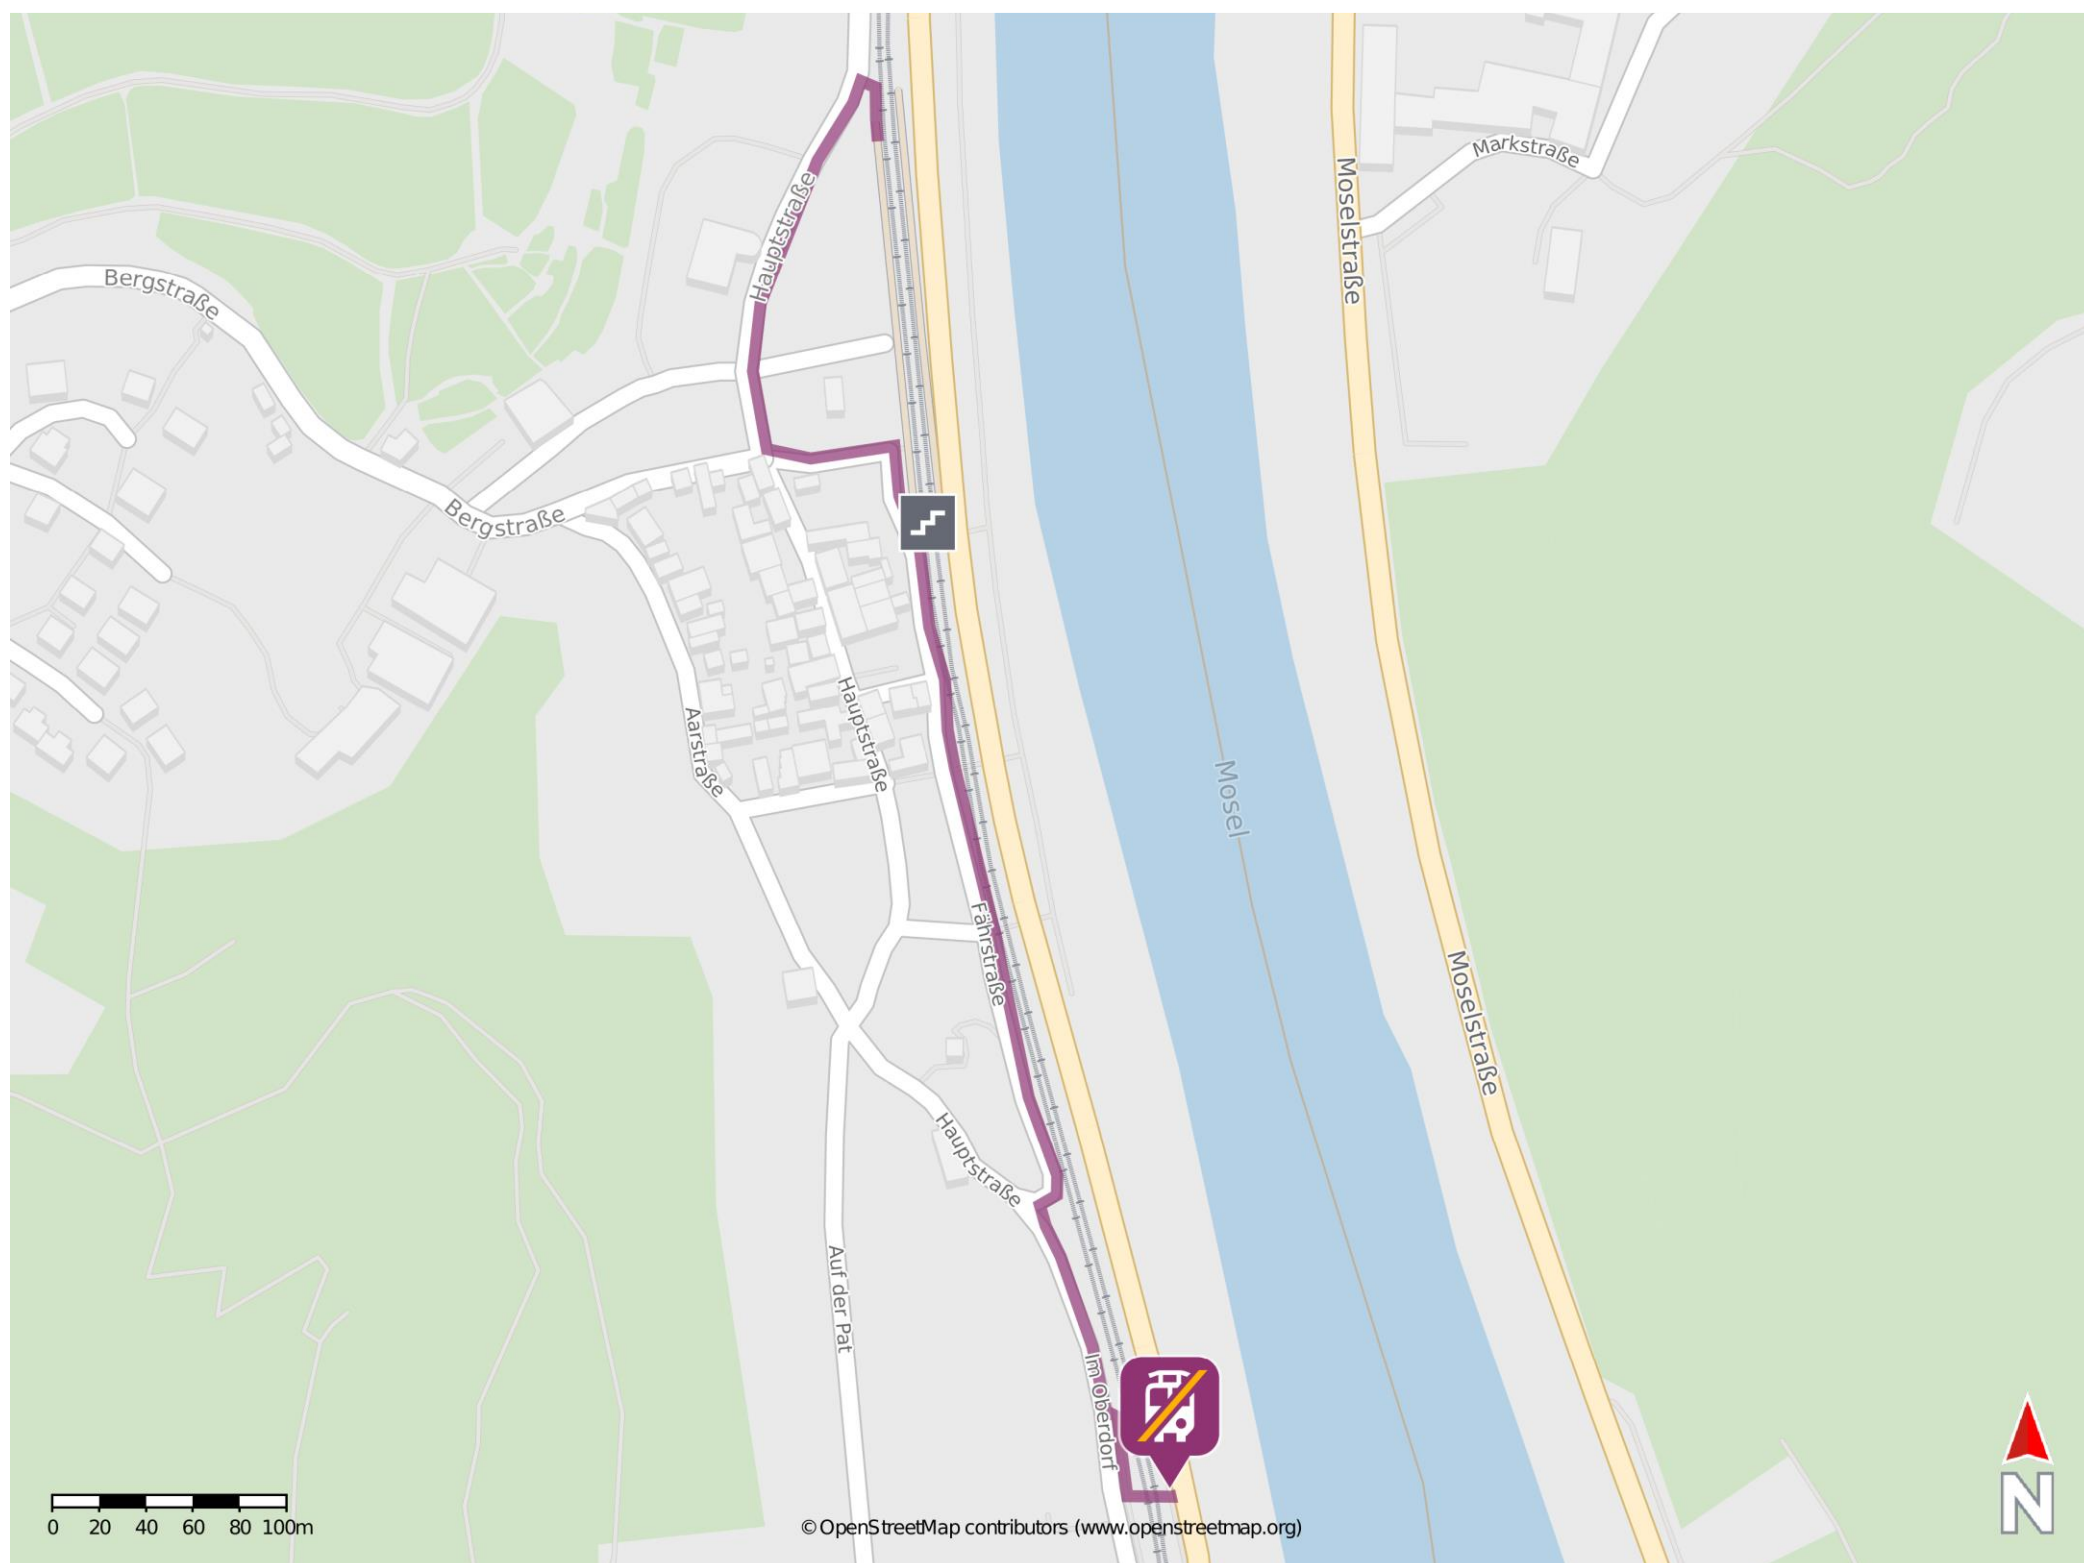 Markstraße
Moselstraße
Hauptstraße
Bergstraße
Bergstraße
Hauptstraße
Aarstraße
Mosel
Fährstraße
Moselstraße
Hauptstraße
Auf der Pat
Im Oberdorf
N
0 20 40 60 80 100m
© OpenStreetMap contributors (www.openstreetmap.org)